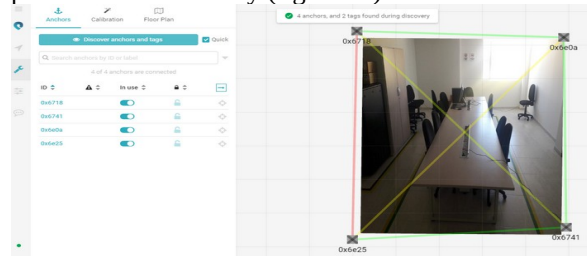 Anchors Calibration Floor Plan
4 anchors, and 2 tags found during discovery
Discover anchors and tags Quick
Search anchors by ID or label
4 of 4 anchors are connected
ID In use
0x6718
0x6741
0x6e0a
0x6e25
0x6718
0x6e0a
0x6741
0x6e25